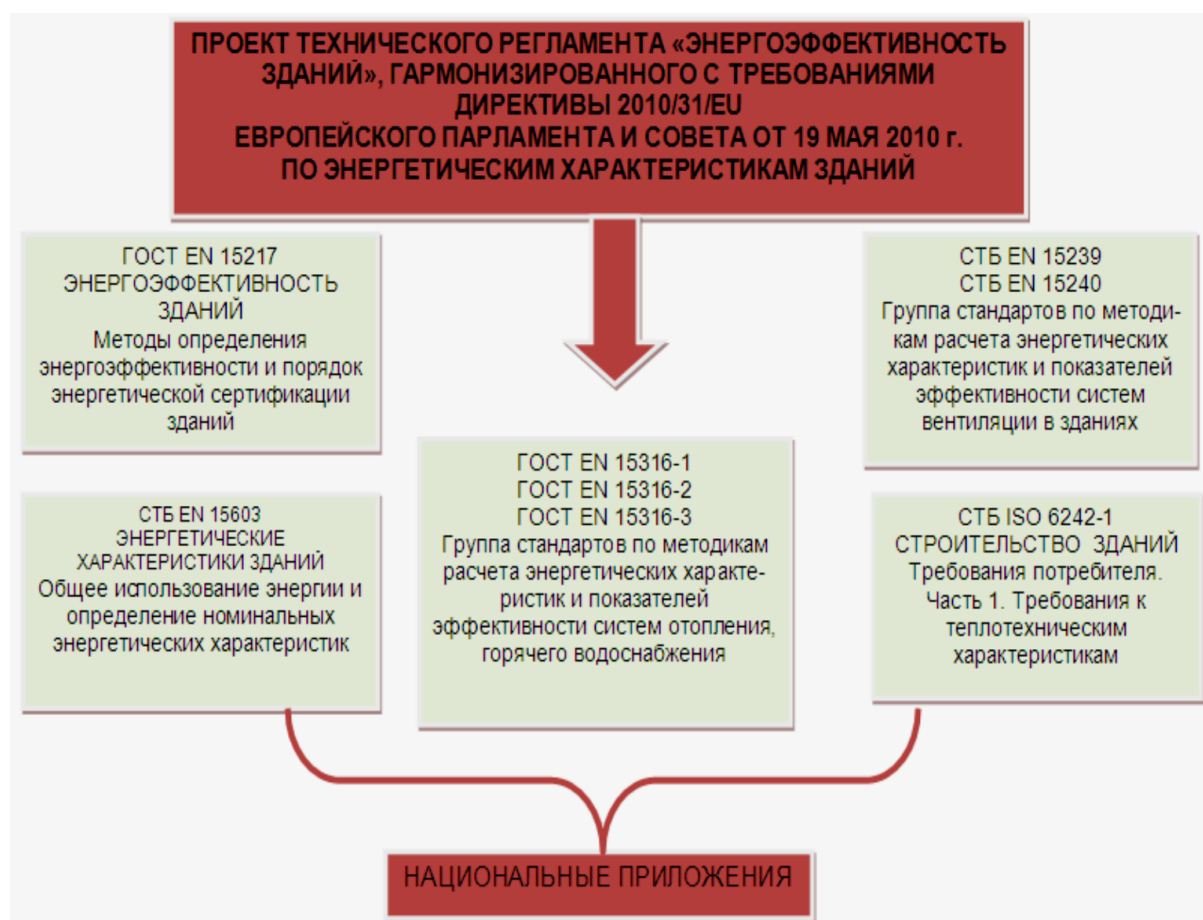 ПРОЕКТ ТЕХНИЧЕСКОГО РЕГЛАМЕНТА «ЭНЕРГОЭФФЕКТИВНОСТЬ
ЗДАНИЙ», ГАРМОНИЗИРОВАННОГО С ТРЕБОВАНИЯМИ
ДИРЕКТИВЫ 2010/31/EU
ЕВРОПЕЙСКОГО ПАРЛАМЕНТА И СОВЕТА ОТ 19 МАЯ 2010 г.
ПО ЭНЕРГЕТИЧЕСКИМ ХАРАКТЕРИСТИКАМ ЗДАНИЙ
ГОСТ EN 15217
ЭНЕРГОЭФФЕКТИВНОСТЬ
ЗДАНИЙ
Методы определения
энергоэффективности и порядок
энергетической сертификации
зданий
СТБ EN 15239
СТБ EN 15240
Группа стандартов по методи-
кам расчета энергетических
характеристик и показателей
эффективности систем
вентиляции в зданиях
СТБ EN 15603
ЭНЕРГЕТИЧЕСКИЕ
ХАРАКТЕРИСТИКИ ЗДАНИЙ
Общее использование энергии и
определение номинальных
энергетических характеристик
ГОСТ EN 15316-1
ГОСТ EN 15316-2
ГОСТ EN 15316-3
Группа стандартов по методикам
расчета энергетических характе-
ристик и показателей
эффективности систем отопления,
горячего водоснабжения
СТБ ISO 6242-1
СТРОИТЕЛЬСТВО ЗДАНИЙ
Требования потребителя.
Часть 1. Требования к
теплотехническим
характеристикам
НАЦИОНАЛЬНЫЕ ПРИЛОЖЕНИЯ